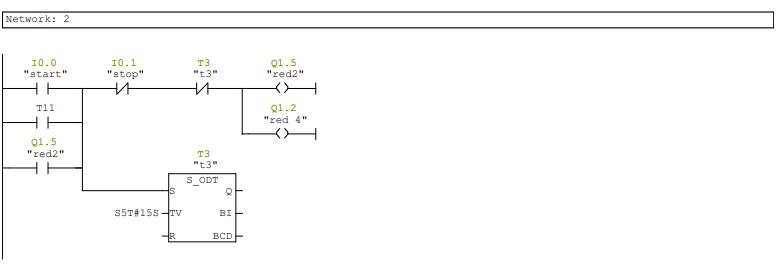 Network: 2
I0.0 I0.1 T3 Q1.5
"start" "stop" "t3" "red2"
T11 Q1.2
"red 4"
Q1.5
"red2" T3
"t3"
S_ODT
S Q
S5T#15S TV BI
R BCD